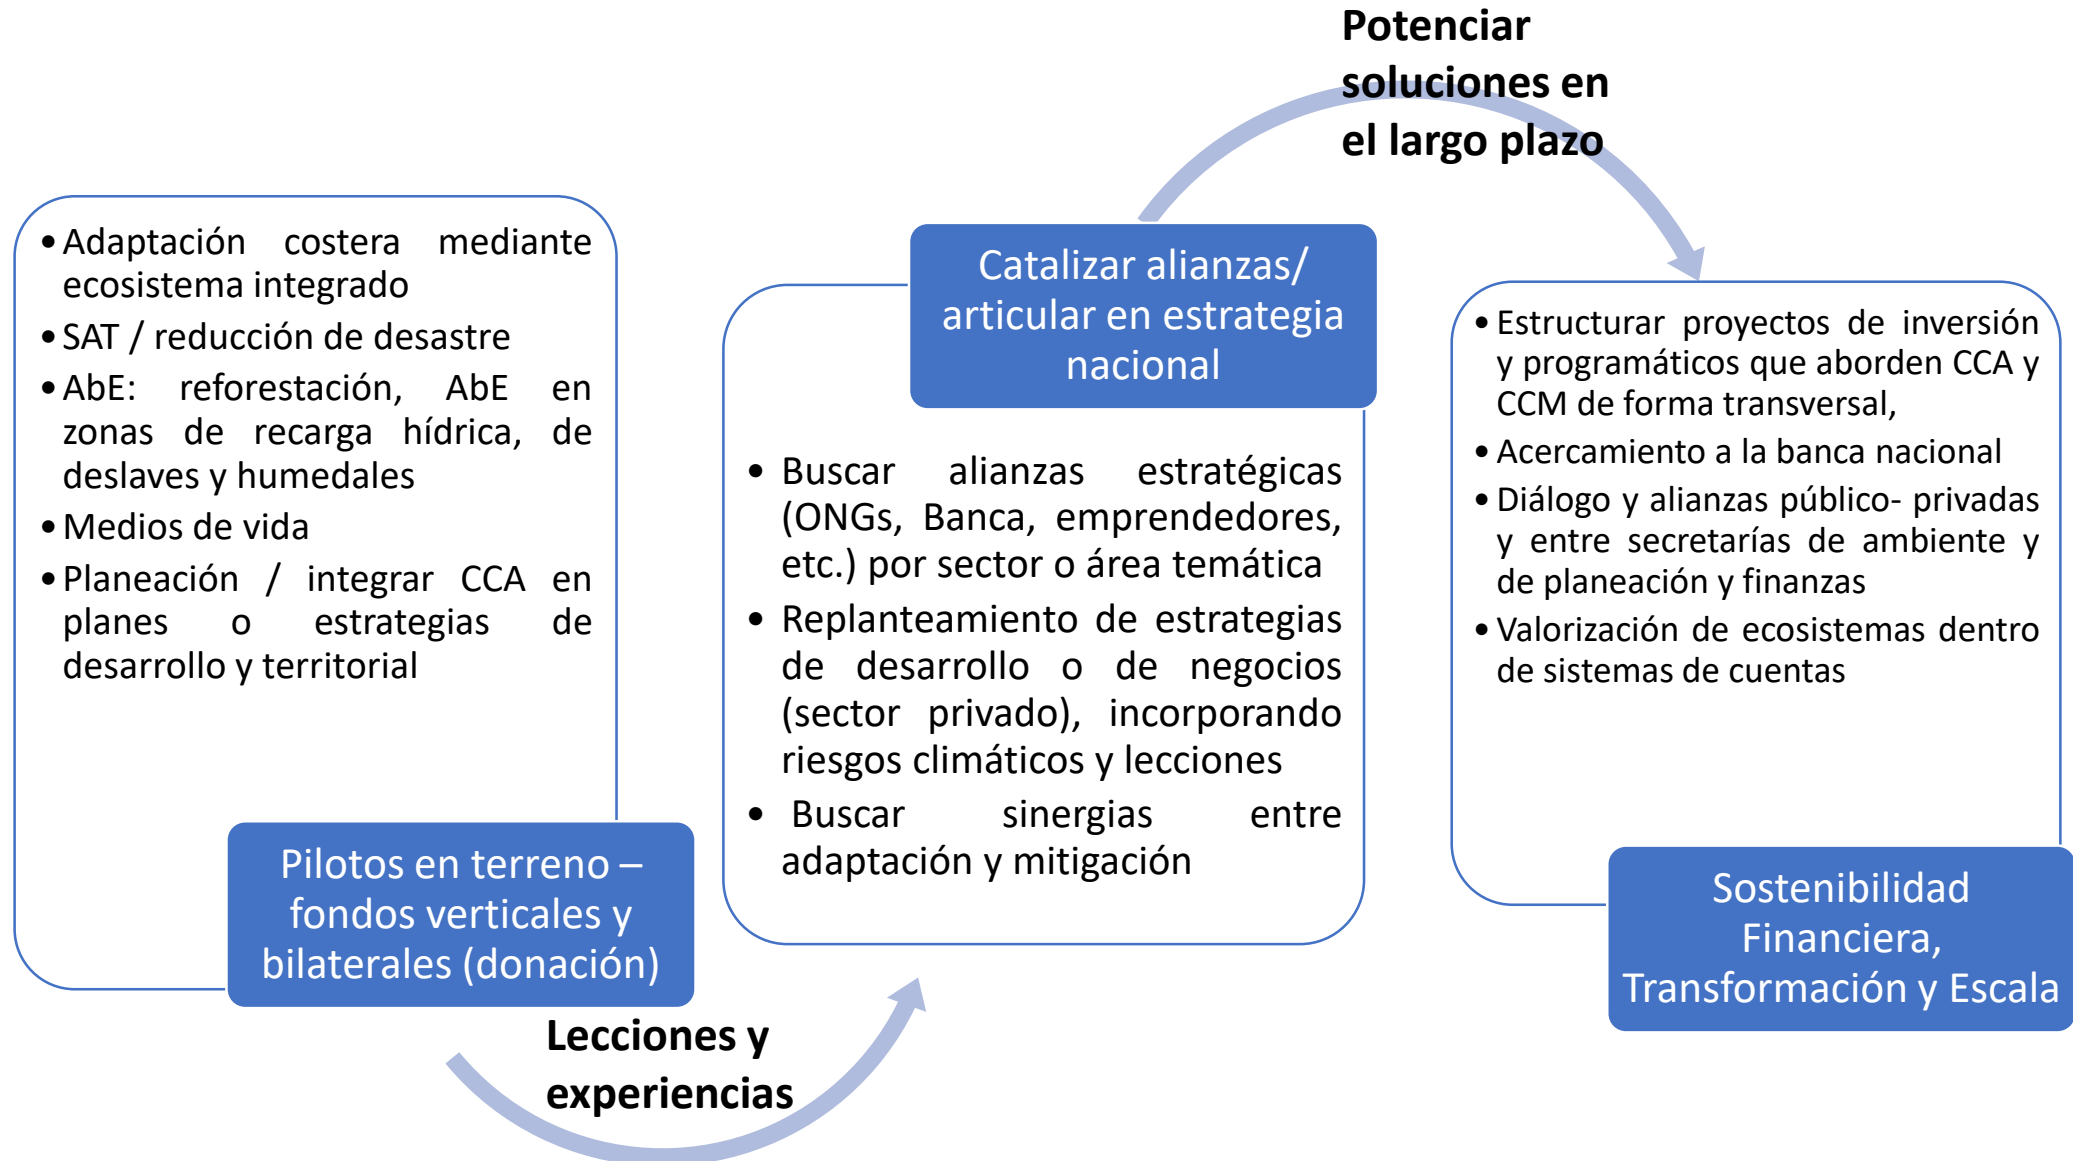 • Adaptación costera mediante
ecosistema integrado
• SAT / reducción de desastre
• AbE: reforestación, AbE en
zonas de recarga hídrica, de
deslaves y humedales
• Medios de vida
• Planeación / integrar CCA en
planes o estrategias de
desarrollo y territorial
Pilotos en terreno –
fondos verticales y
bilaterales (donación)
Lecciones y
experiencias
Catalizar alianzas/
articular en estrategia
nacional
• Buscar alianzas estratégicas
(ONGs, Banca, emprendedores,
etc.) por sector o área temática
• Replanteamiento de estrategias
de desarrollo o de negocios
(sector privado), incorporando
riesgos climáticos y lecciones
• Buscar sinergias entre
adaptación y mitigación
Potenciar
soluciones en
el largo plazo
• Estructurar proyectos de inversión
y programáticos que aborden CCA y
CCM de forma transversal,
• Acercamiento a la banca nacional
• Diálogo y alianzas público- privadas
y entre secretarías de ambiente y
de planeación y finanzas
• Valorización de ecosistemas dentro
de sistemas de cuentas
Sostenibilidad
Financiera,
Transformación y Escala